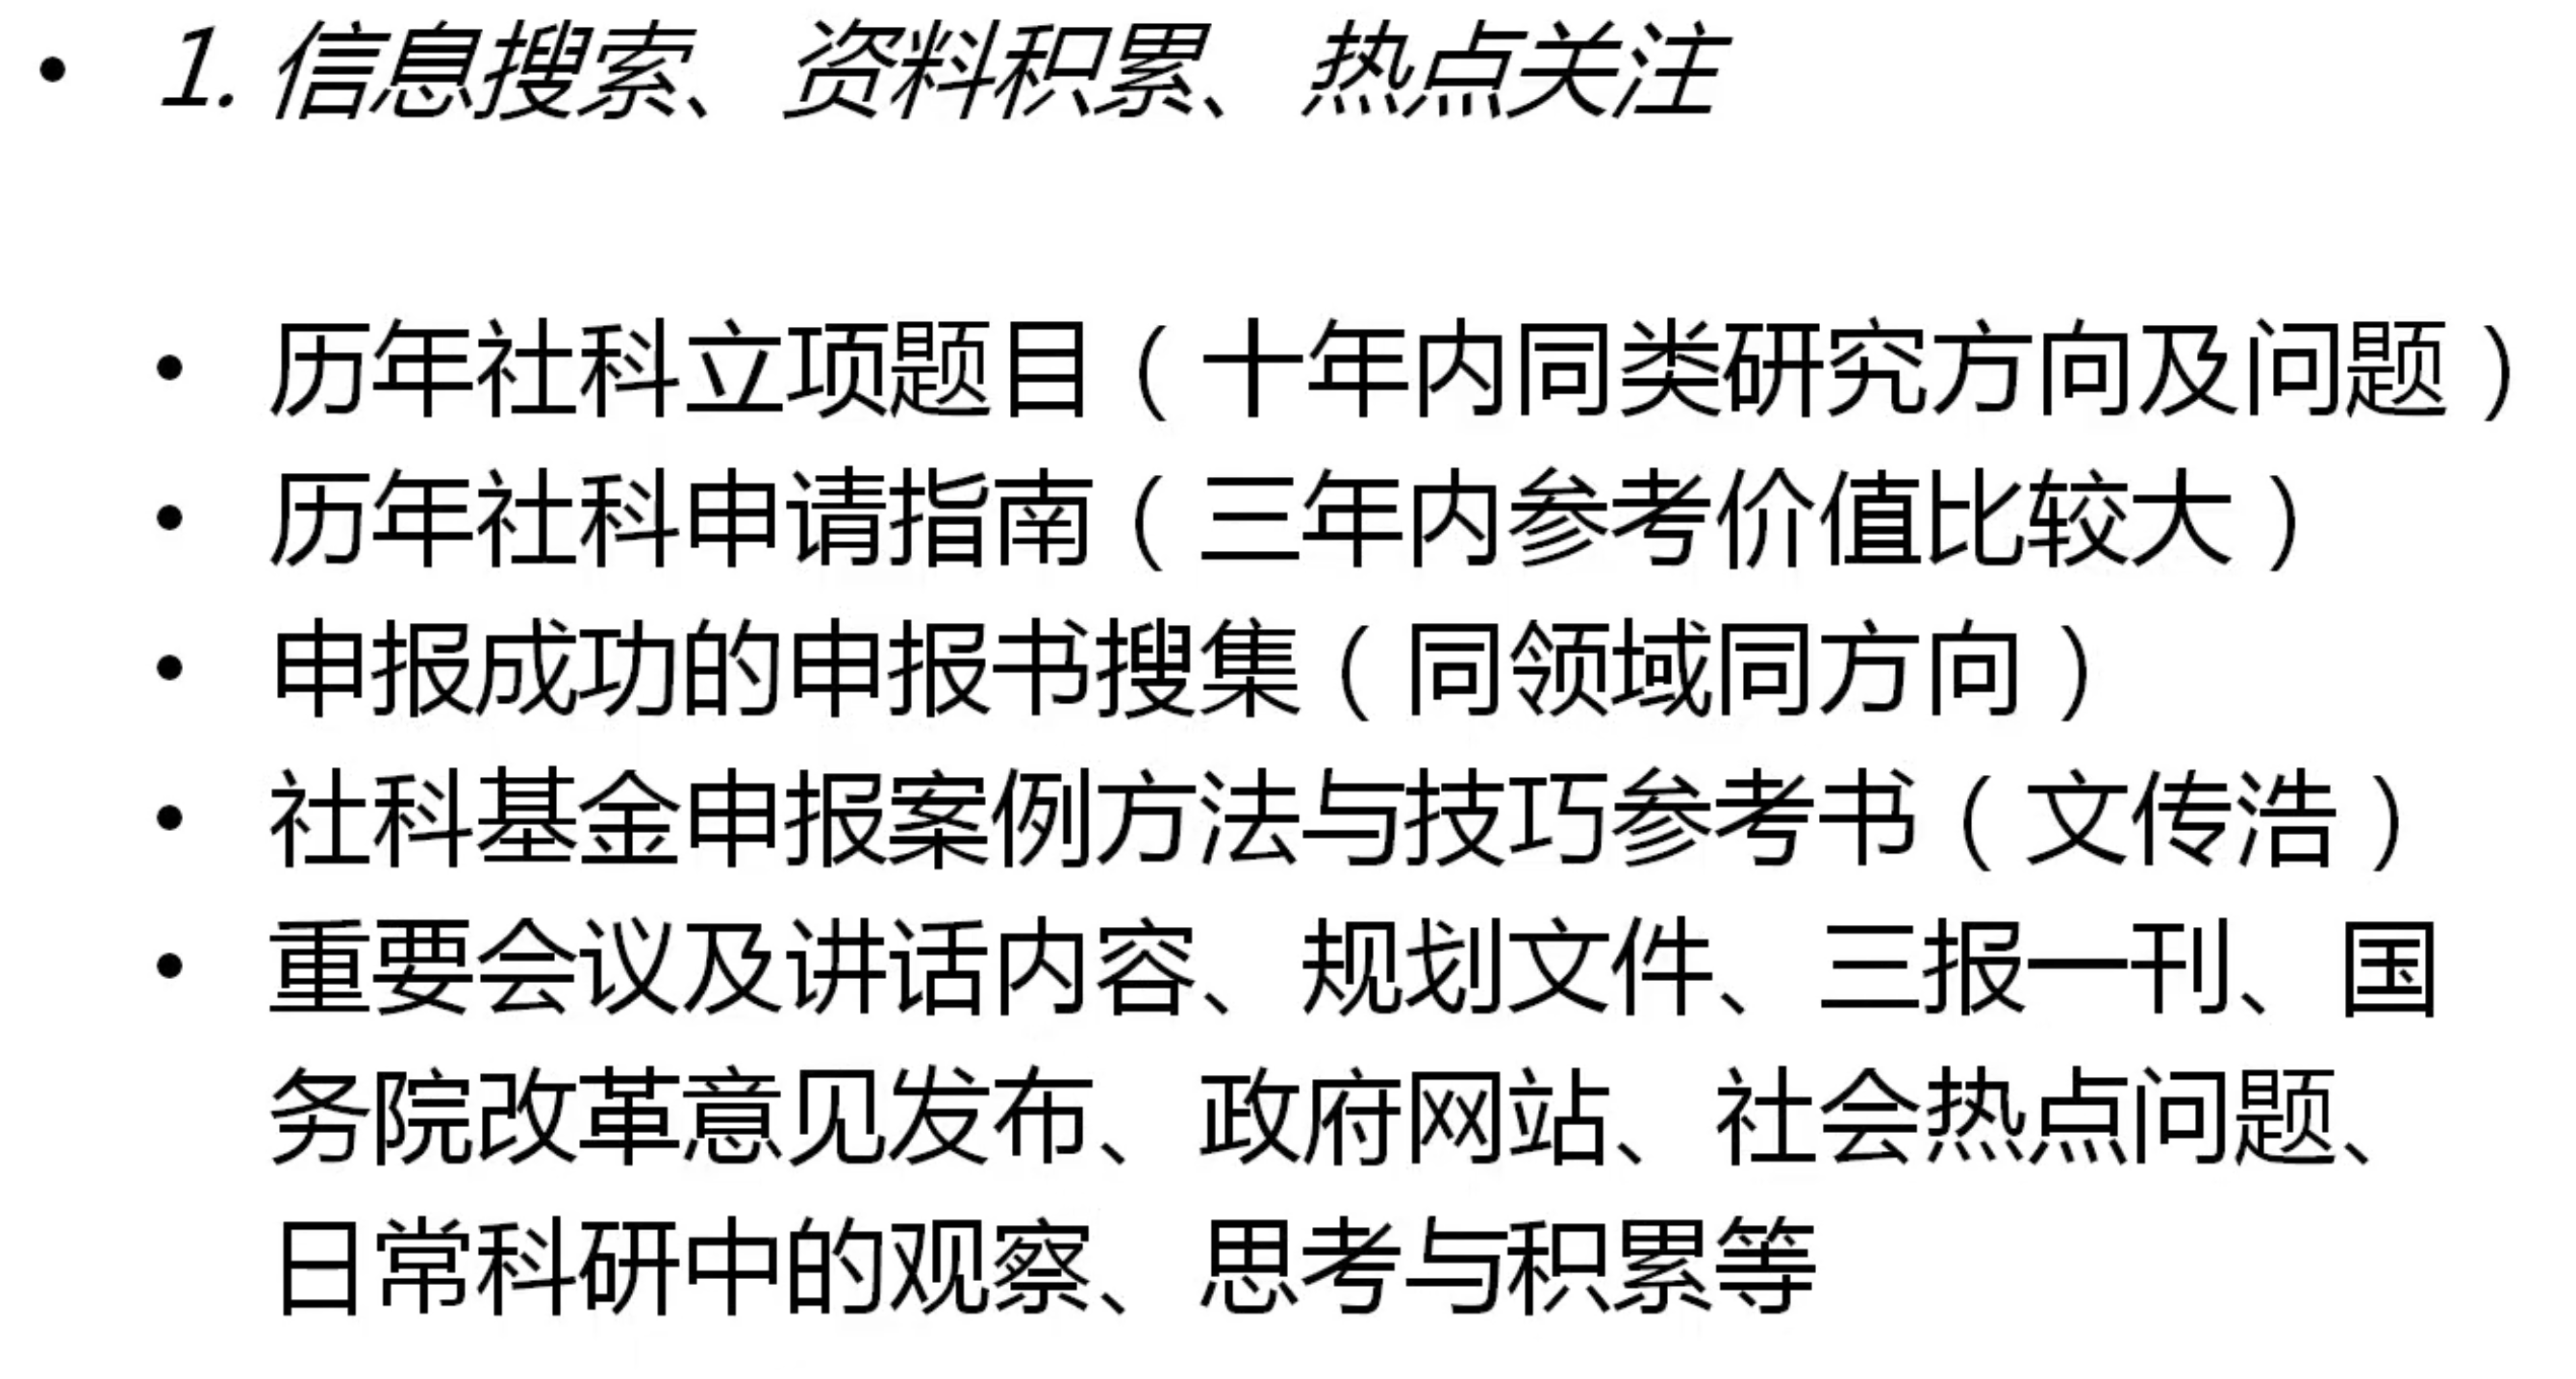 • 1. 信息搜索、资料积累、热点关注
• 历年社科立项题目（十年内同类研究方向及问题）
• 历年社科申请指南（三年内参考价值比较大）
• 申报成功的申报书搜集（同领域同方向）
• 社科基金申报案例方法与技巧参考书（文传浩）
• 重要会议及讲话内容、规划文件、三报一刊、国
务院改革意见发布、政府网站、社会热点问题、
日常科研中的观察、思考与积累等